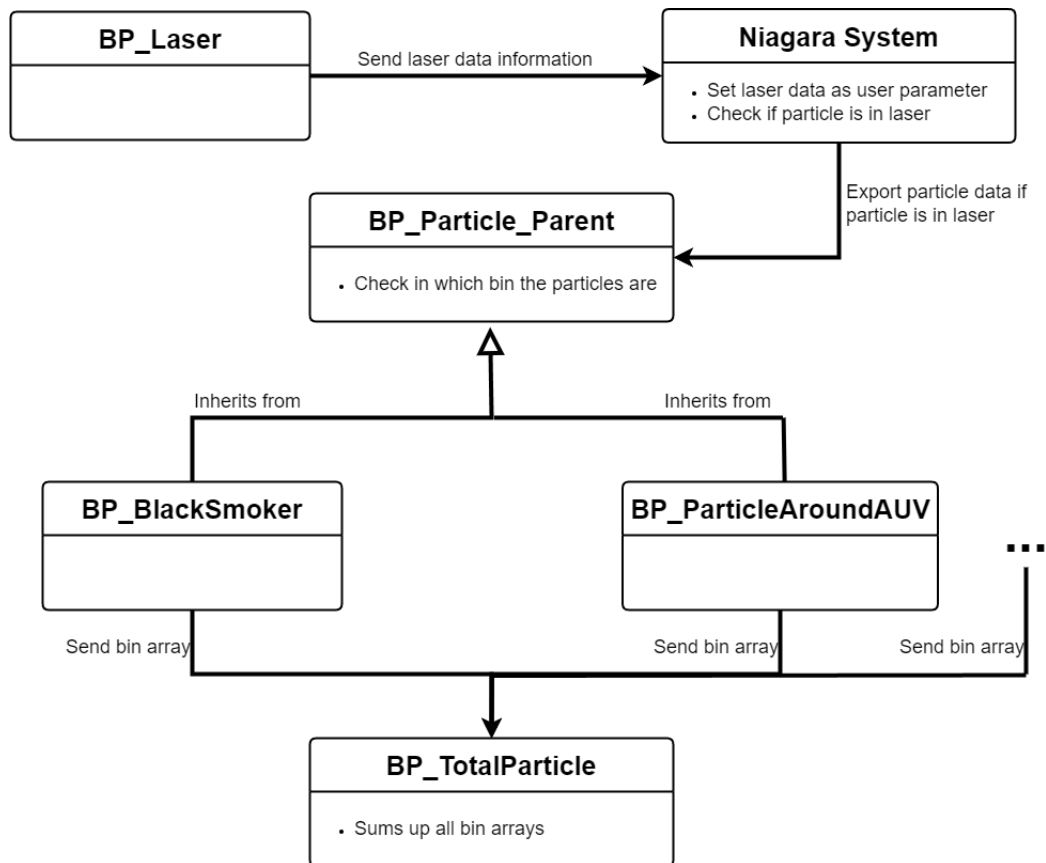 BP_Laser
Send laser data information
Niagara System
• Set laser data as user parameter
• Check if particle is in laser
Export particle data if
particle is in laser
BP_Particle_Parent
• Check in which bin the particles are
Inherits from
Inherits from
BP_BlackSmoker
BP_ParticleAroundAUV
...
Send bin array
Send bin array
Send bin array
BP_TotalParticle
• Sums up all bin arrays